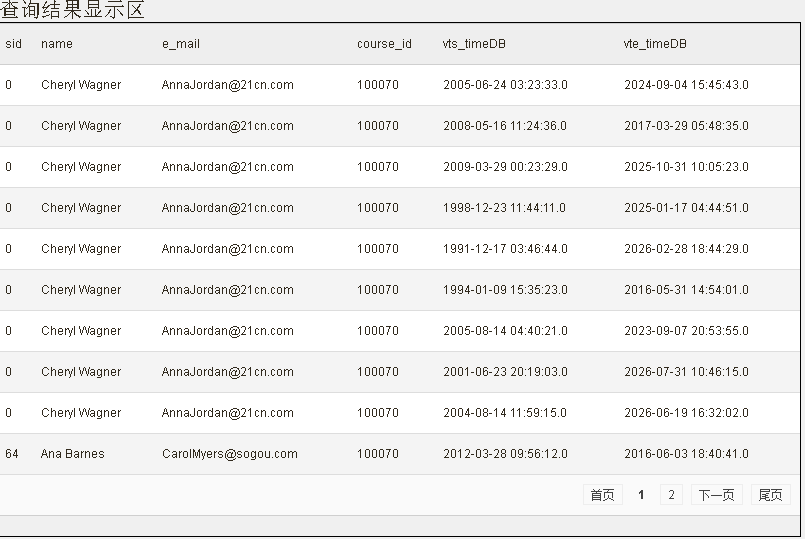 查询结果显示区
sid name e_mail course_id vts_timeDB vte_timeDB
0 Cheryl Wagner AnnaJordan@21cn.com 100070 2005-06-24 03:23:33.0 2024-09-04 15:45:43.0
0 Cheryl Wagner AnnaJordan@21cn.com 100070 2008-05-16 11:24:36.0 2017-03-29 05:48:35.0
0 Cheryl Wagner AnnaJordan@21cn.com 100070 2009-03-29 00:23:29.0 2025-10-31 10:05:23.0
0 Cheryl Wagner AnnaJordan@21cn.com 100070 1998-12-23 11:44:11.0 2025-01-17 04:44:51.0
0 Cheryl Wagner AnnaJordan@21cn.com 100070 1991-12-17 03:46:44.0 2026-02-28 18:44:29.0
0 Cheryl Wagner AnnaJordan@21cn.com 100070 1994-01-09 15:35:23.0 2016-05-31 14:54:01.0
0 Cheryl Wagner AnnaJordan@21cn.com 100070 2005-08-14 04:40:21.0 2023-09-07 20:53:55.0
0 Cheryl Wagner AnnaJordan@21cn.com 100070 2001-06-23 20:19:03.0 2026-07-31 10:46:15.0
0 Cheryl Wagner AnnaJordan@21cn.com 100070 2004-08-14 11:59:15.0 2026-06-19 16:32:02.0
64 Ana Barnes CarolMyers@sogou.com 100070 2012-03-28 09:56:12.0 2016-06-03 18:40:41.0
首页 1 2 下一页 尾页